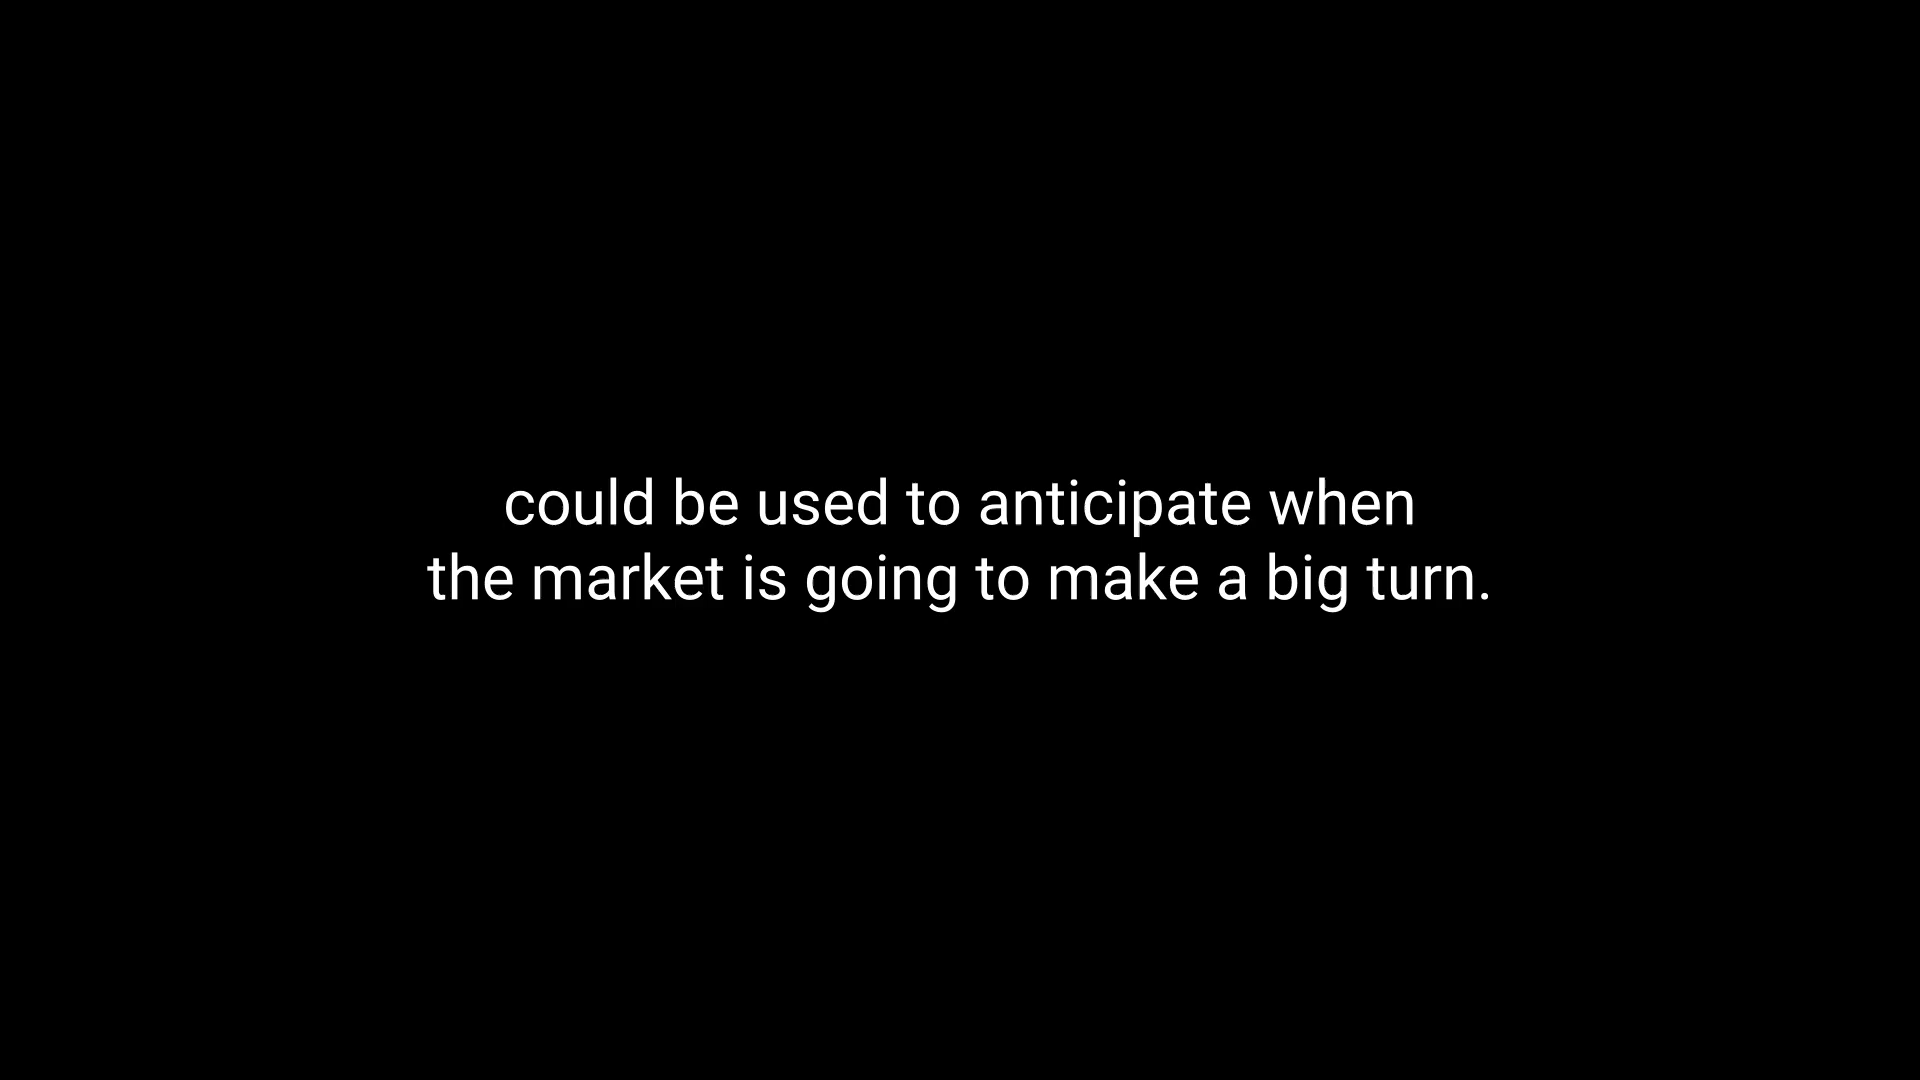 could be used to anticipate when
the market is going to make a big turn.